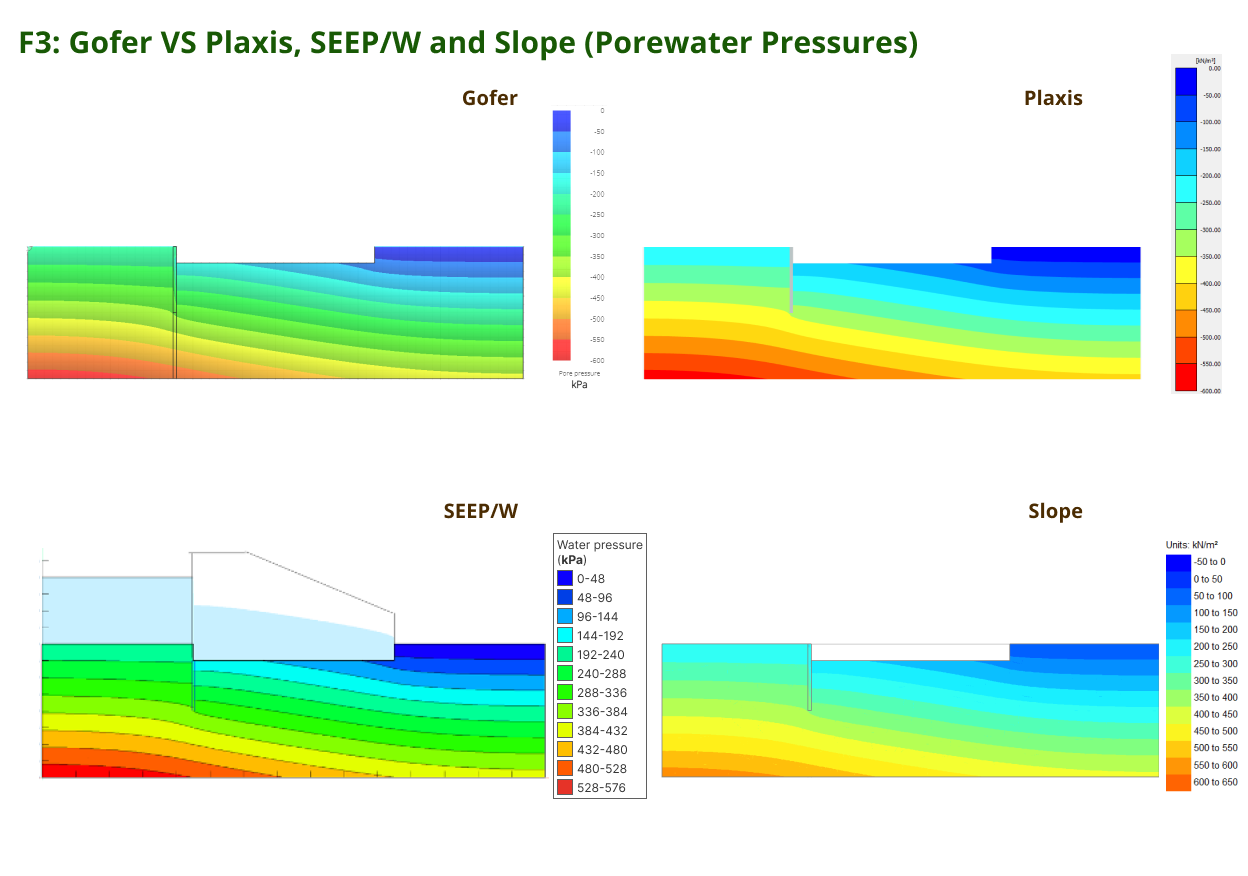 F3: Gofer VS Plaxis, SEEP/W and Slope (Porewater Pressures)
Gofer
0
-50
-100
-150
-200
-250
-300
-350
-400
-450
-500
-550
-600
Pore pressure
kPa
Plaxis
[kN/m²]
0.00
-50.00
-100.00
-150.00
-200.00
-250.00
-300.00
-350.00
-400.00
-450.00
-500.00
-550.00
-600.00
SEEP/W
Water pressure
(kPa)
0-48
48-96
96-144
144-192
192-240
240-288
288-336
336-384
384-432
432-480
480-528
528-576
Slope
Units: kN/m²
-50 to 0
0 to 50
50 to 100
100 to 150
150 to 200
200 to 250
250 to 300
300 to 350
350 to 400
400 to 450
450 to 500
500 to 550
550 to 600
600 to 650